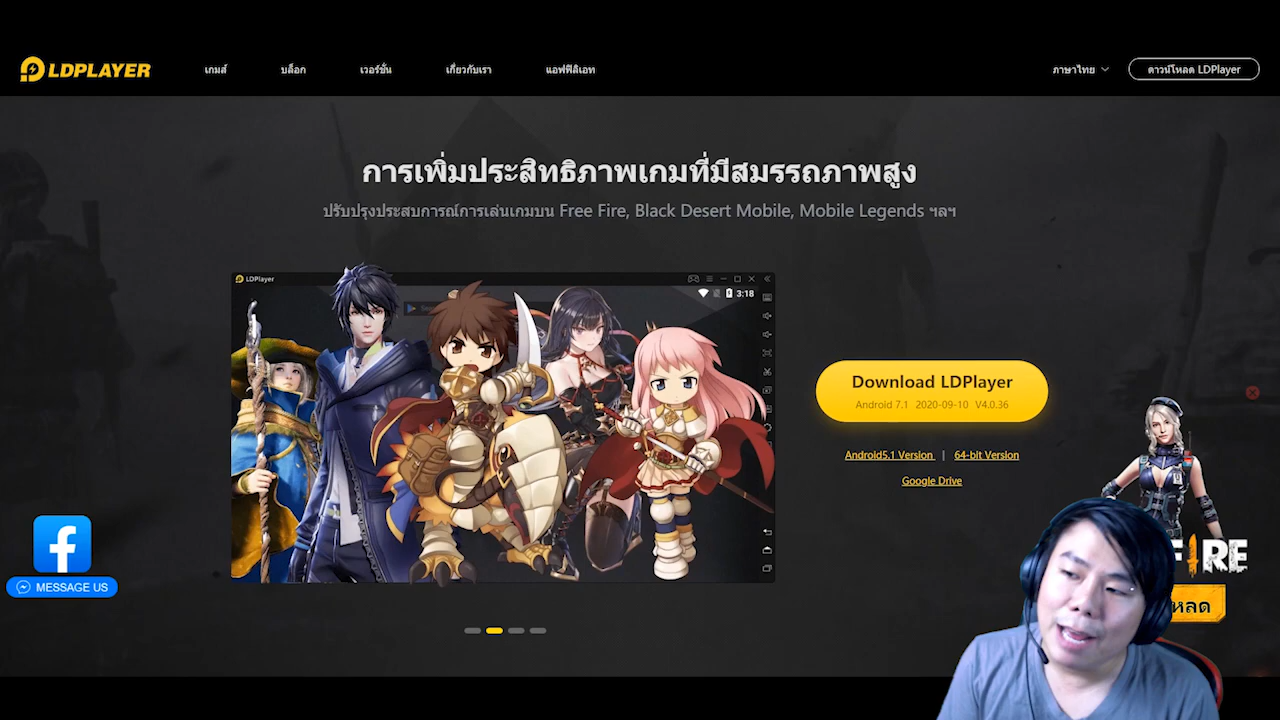 LDPLAYER
เกมส์ บล็อก เวอร์ชั่น เกี่ยวกับเรา แอฟฟิลิเอท ภาษาไทย ดาวน์โหลด LDPlayer
การเพิ่มประสิทธิภาพเกมที่มีสมรรถภาพสูง
ปรับปรุงประสบการณ์การเล่นเกมบน Free Fire, Black Desert Mobile, Mobile Legends ฯลฯ
LDPlayer
3:18
Download LDPlayer
Android 7.1 2020-09-10 V4.0.36
Android5.1 Version | 64-bit Version
Google Drive
FIRE
หลด
MESSAGE US